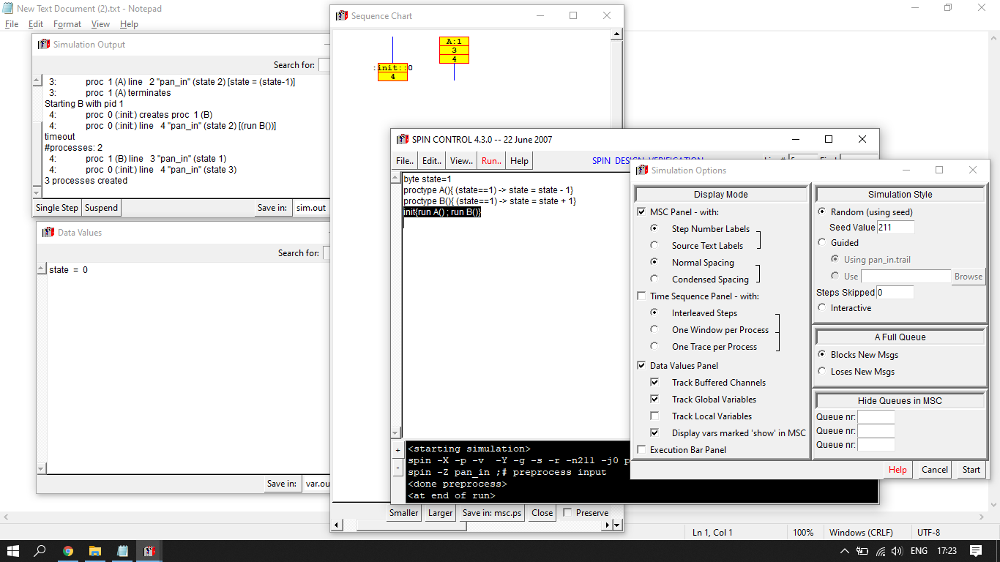 New Text Document (2).txt - Notepad
File Edit Format View Help
Simulation Output
Search for:
3: proc 1 (A) line 2 "pan_in" (state 2) [state = (state-1)]
3: proc 1 (A) terminates
Starting B with pid 1
4: proc 0 (:init:) creates proc 1 (B)
4: proc 0 (:init:) line 4 "pan_in" (state 2) [(run B())]
timeout
#processes: 2
4: proc 1 (B) line 3 "pan_in" (state 1)
4: proc 0 (:init:) line 4 "pan_in" (state 3)
3 processes created
Single Step Suspend Save in: sim.out
Data Values
Search for:
state = 0
Save in: var.ou
Sequence Chart
A:1
3
4
:init::0
4
Smaller Larger Save in: msc.ps Close Preserve
SPIN CONTROL 4.3.0 -- 22 June 2007
File.. Edit.. View.. Run.. Help SPIN DESIGN VERIFICATION
byte state=1
proctype A(){ (state==1) -> state = state - 1}
proctype B(){ (state==1) -> state = state + 1}
init{run A() ; run B()}
+
-
<starting simulation>
spin -X -p -v -Y -g -s -r -n211 -j0 p
spin -Z pan_in ;# preprocess input
<done preprocess>
<at end of run>
Simulation Options
Display Mode
MSC Panel - with:
Step Number Labels
Source Text Labels
Normal Spacing
Condensed Spacing
Time Sequence Panel - with:
Interleaved Steps
One Window per Process
One Trace per Process
Data Values Panel
Track Buffered Channels
Track Global Variables
Track Local Variables
Display vars marked 'show' in MSC
Execution Bar Panel
Simulation Style
Random (using seed)
Seed Value 211
Guided
Using pan_in.trail
Use Browse
Steps Skipped 0
Interactive
A Full Queue
Blocks New Msgs
Loses New Msgs
Hide Queues in MSC
Queue nr:
Queue nr:
Queue nr:
Help Cancel Start
Ln 1, Col 1 100% Windows (CRLF) UTF-8
ENG 17:23